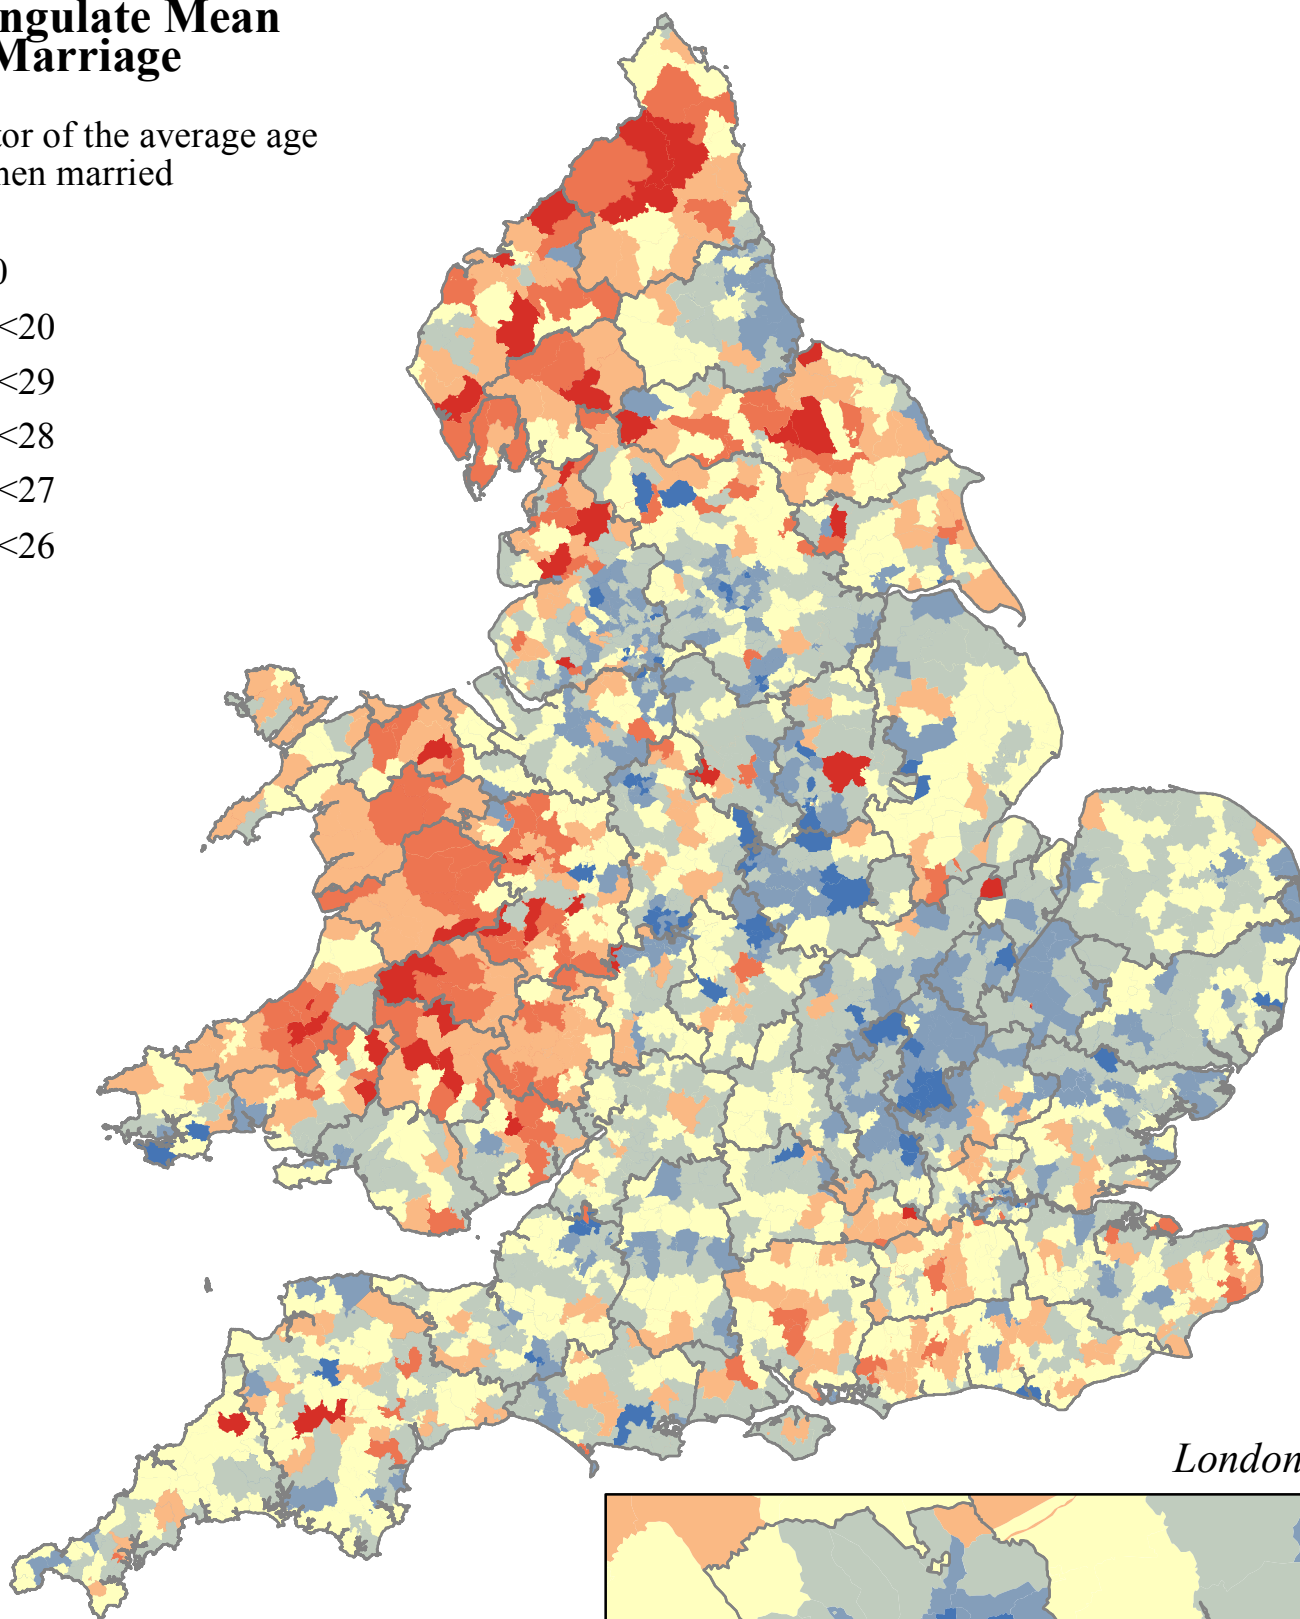 ngulate Mean
Marriage
tor of the average age
hen married
0
<20
<29
<28
<27
<26
London